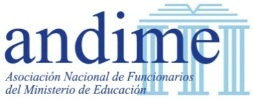 andime
Asociación Nacional de Funcionarios
del Ministerio de Educación